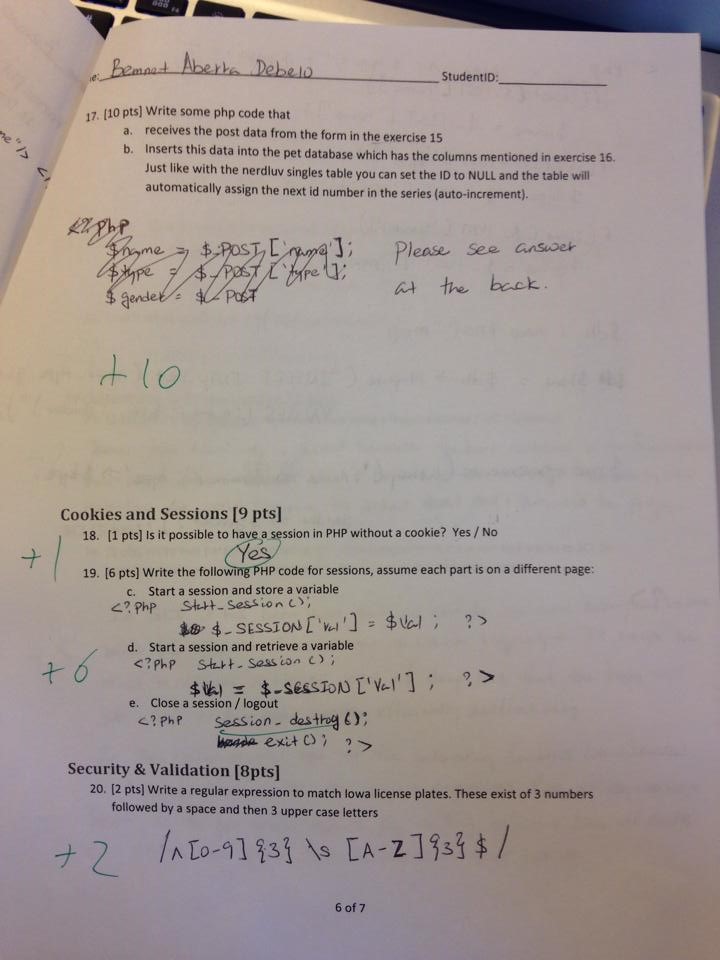 e: Bemnet Aberra Debelo StudentID:
17. [10 pts] Write some php code that
a. receives the post data from the form in the exercise 15
b. Inserts this data into the pet database which has the columns mentioned in exercise 16.
Just like with the nerdluv singles table you can set the ID to NULL and the table will
automatically assign the next id number in the series (auto-increment).
<?php
$name = $_POST['name']; Please see answer
$type = $_POST['type']; at the back.
$gender = $_POST
+10
Cookies and Sessions [9 pts]
18. [1 pts] Is it possible to have a session in PHP without a cookie? Yes / No
+1 Yes
19. [6 pts] Write the following PHP code for sessions, assume each part is on a different page:
c. Start a session and store a variable
<?php Start_Session();
$_SESSION['Val'] = $Val; ?>
d. Start a session and retrieve a variable
+6 <?php Start_Session();
$Val = $_SESSION['Val']; ?>
e. Close a session / logout
<?php Session_destroy();
exit(); ?>
Security & Validation [8pts]
20. [2 pts] Write a regular expression to match Iowa license plates. These exist of 3 numbers
followed by a space and then 3 upper case letters
+2 /^[0-9]{3}\s[A-Z]{3}$/
6 of 7